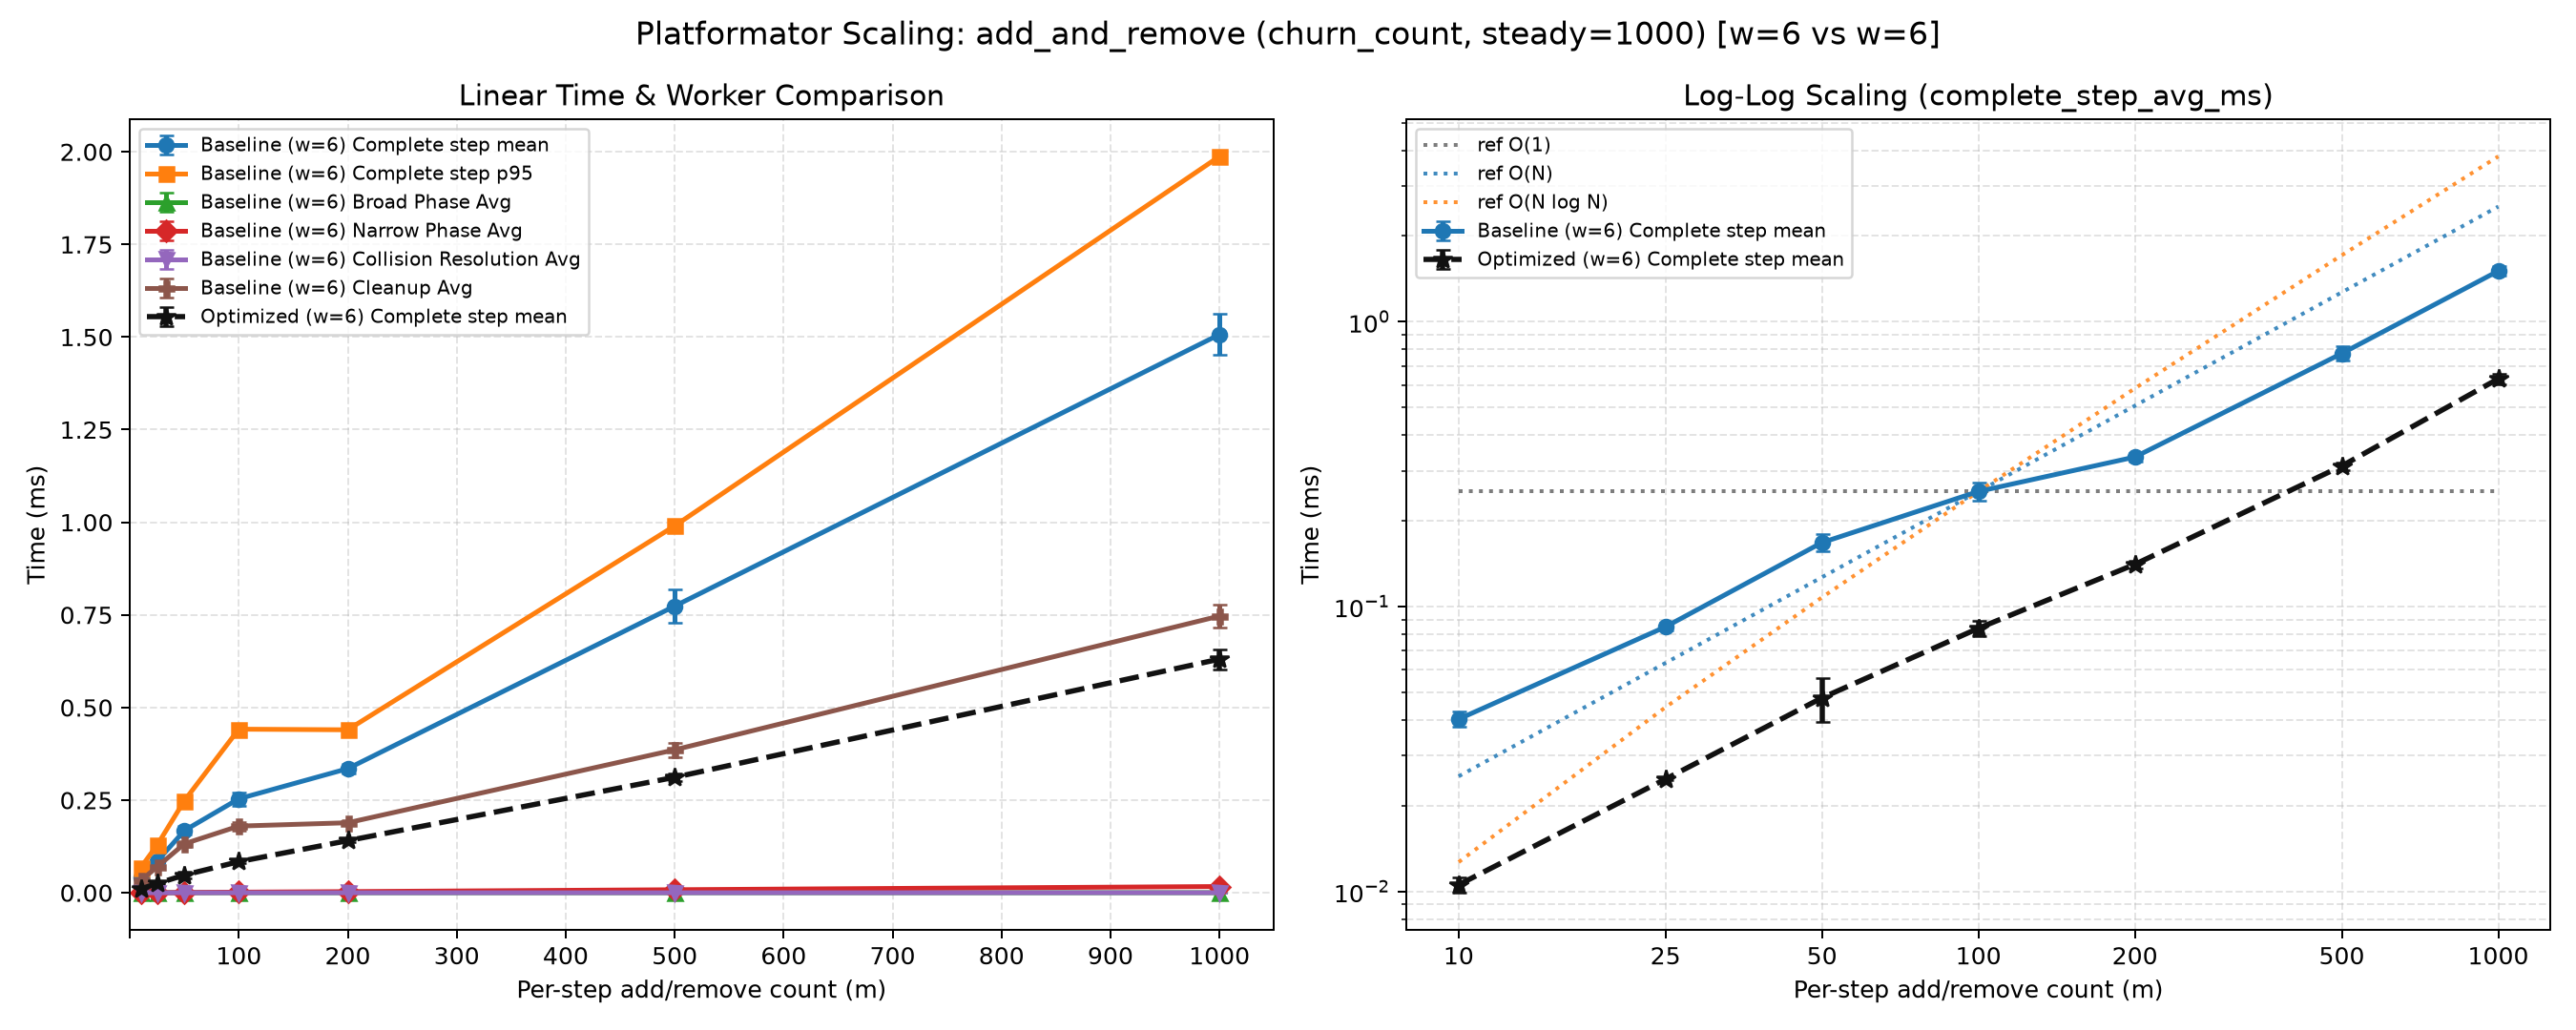 Platformator Scaling: add_and_remove (churn_count, steady=1000) [w=6 vs w=6]
Linear Time & Worker Comparison
Baseline (w=6) Complete step mean
Baseline (w=6) Complete step p95
Baseline (w=6) Broad Phase Avg
Baseline (w=6) Narrow Phase Avg
Baseline (w=6) Collision Resolution Avg
Baseline (w=6) Cleanup Avg
Optimized (w=6) Complete step mean
Time (ms)
2.00
1.75
1.50
1.25
1.00
0.75
0.50
0.25
0.00
100 200 300 400 500 600 700 800 900 1000
Per-step add/remove count (m)
Log-Log Scaling (complete_step_avg_ms)
ref O(1)
ref O(N)
ref O(N log N)
Baseline (w=6) Complete step mean
Optimized (w=6) Complete step mean
Time (ms)
10⁰
10⁻¹
10⁻²
10 25 50 100 200 500 1000
Per-step add/remove count (m)